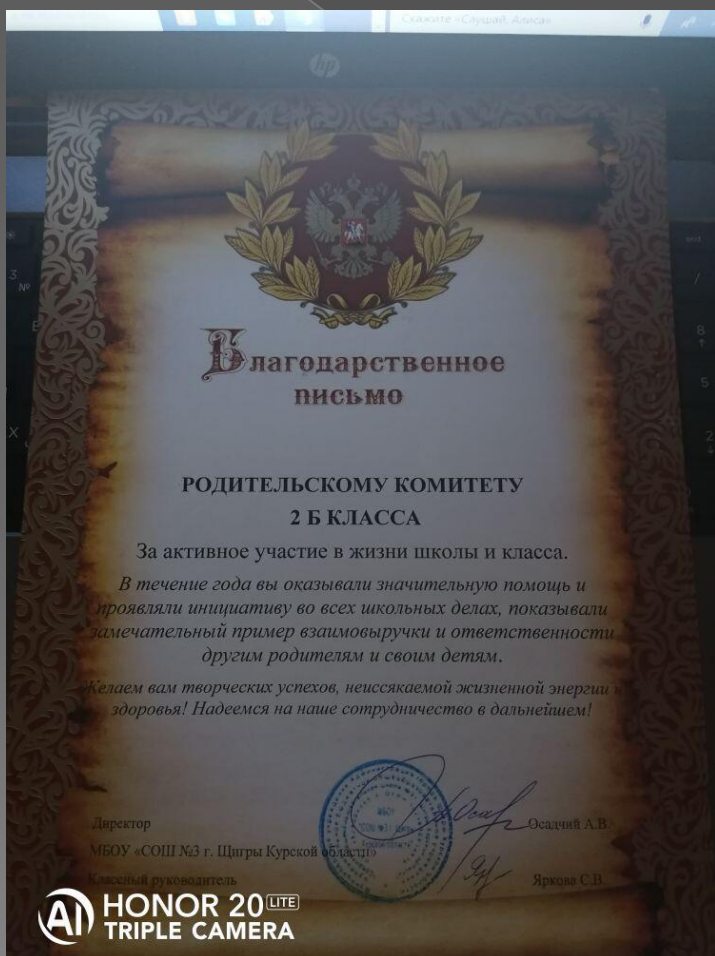 Скажите «Слушай, Алиса»
hp
Благодарственное
письмо
РОДИТЕЛЬСКОМУ КОМИТЕТУ
2 Б КЛАССА
За активное участие в жизни школы и класса.
В течение года вы оказывали значительную помощь и
проявляли инициативу во всех школьных делах, показывали
замечательный пример взаимовыручки и ответственности
другим родителям и своим детям.
Желаем вам творческих успехов, неиссякаемой жизненной энергии и
здоровья! Надеемся на наше сотрудничество в дальнейшем!
Директор
Осадчий А.В.
МБОУ «СОШ №3 г. Щигры Курской области»
Классный руководитель
Яркова С.В.
AI HONOR 20 LITE
TRIPLE CAMERA